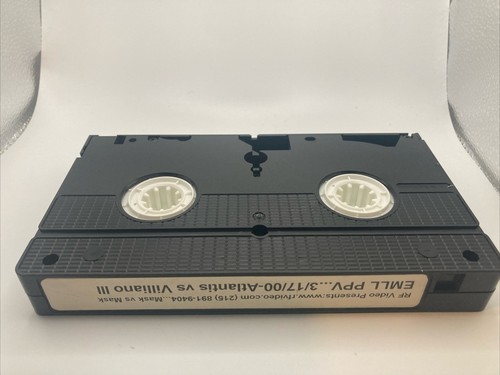 RF Video Presents:www.rfvideo.com (215) 891-9404...Mask vs Mask
EMLL PPV...3/17/00-Atlantis vs Villiano III